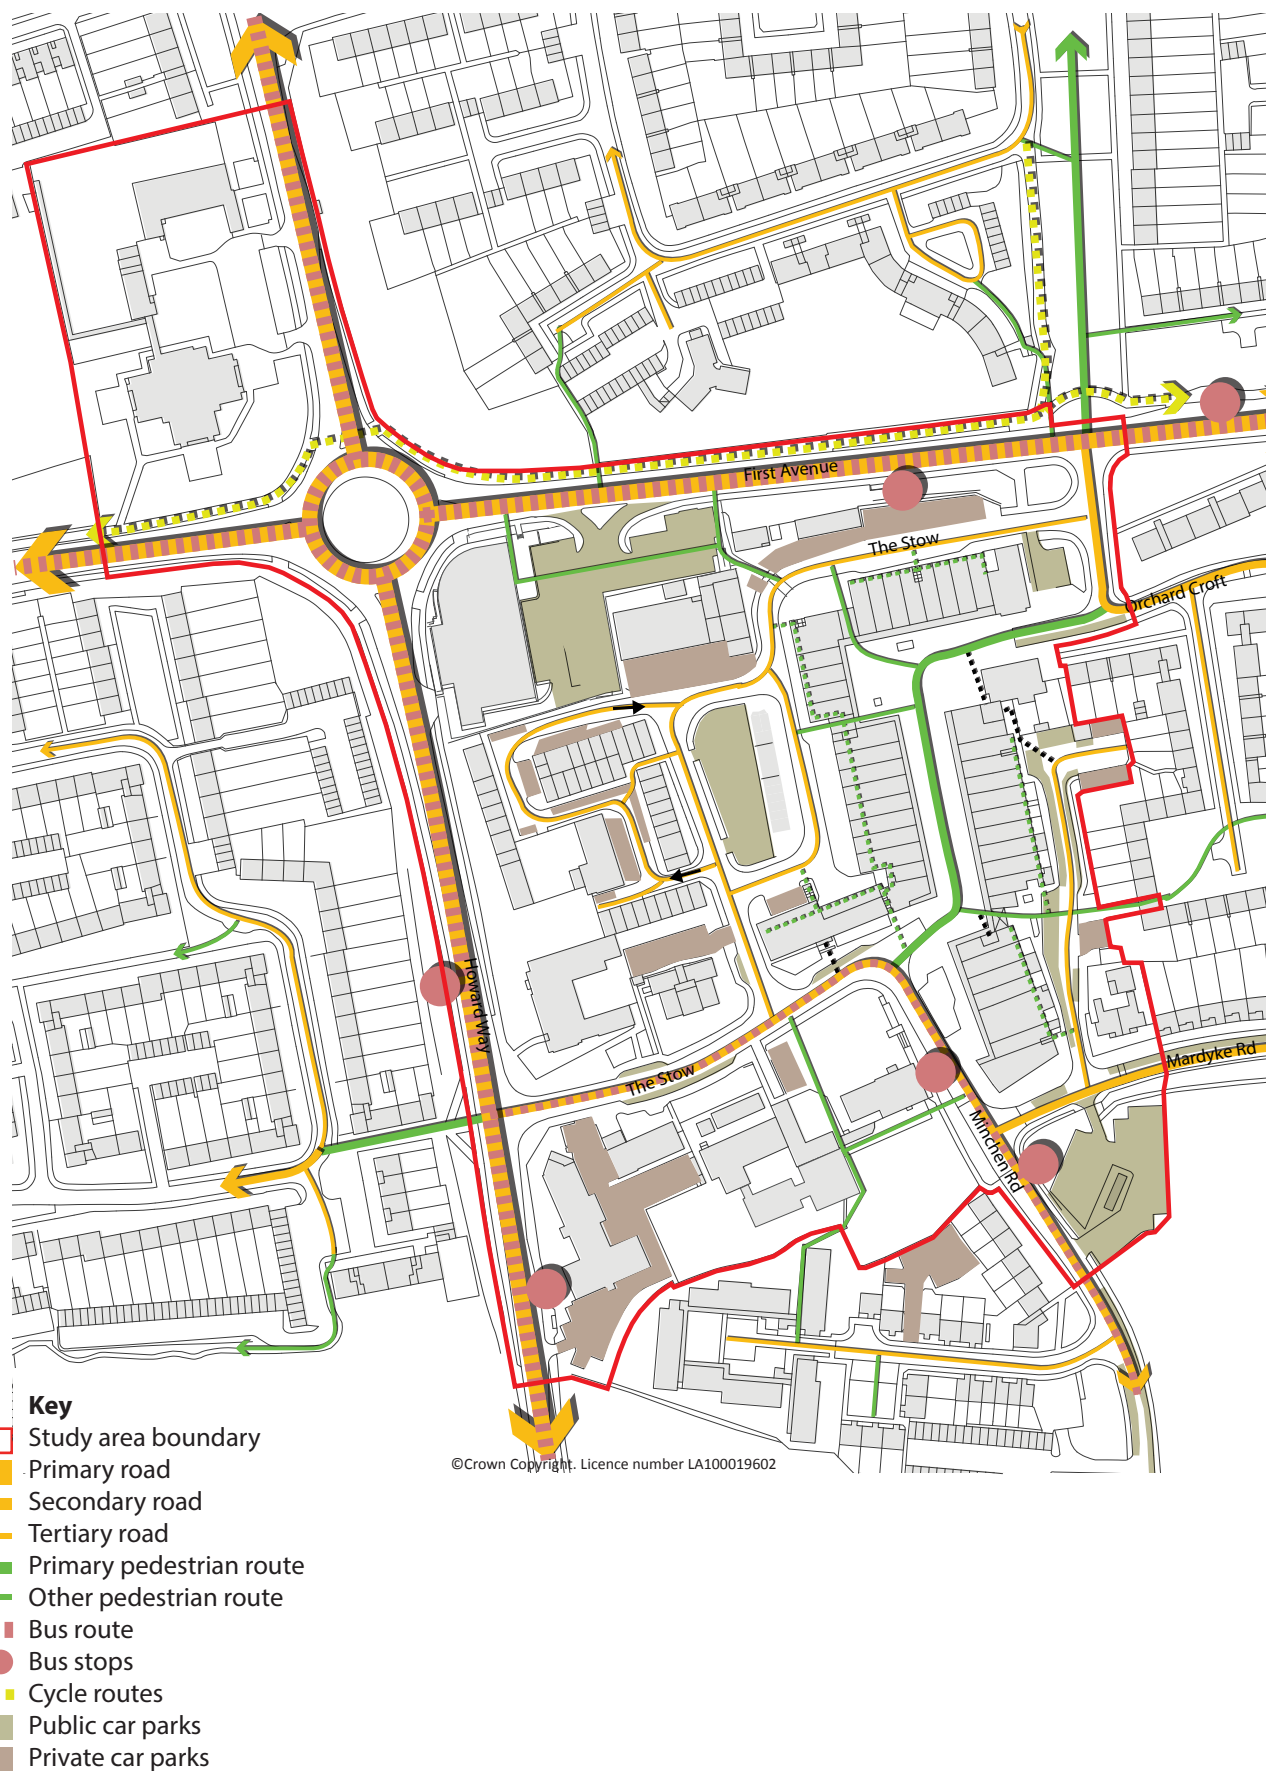 First Avenue
The Stow
Orchard Croft
Howard Way
The Stow
Mardyke Rd
Minchen Rd
©Crown Copyright. Licence number LA100019602
Key
Study area boundary
Primary road
Secondary road
Tertiary road
Primary pedestrian route
Other pedestrian route
Bus route
Bus stops
Cycle routes
Public car parks
Private car parks